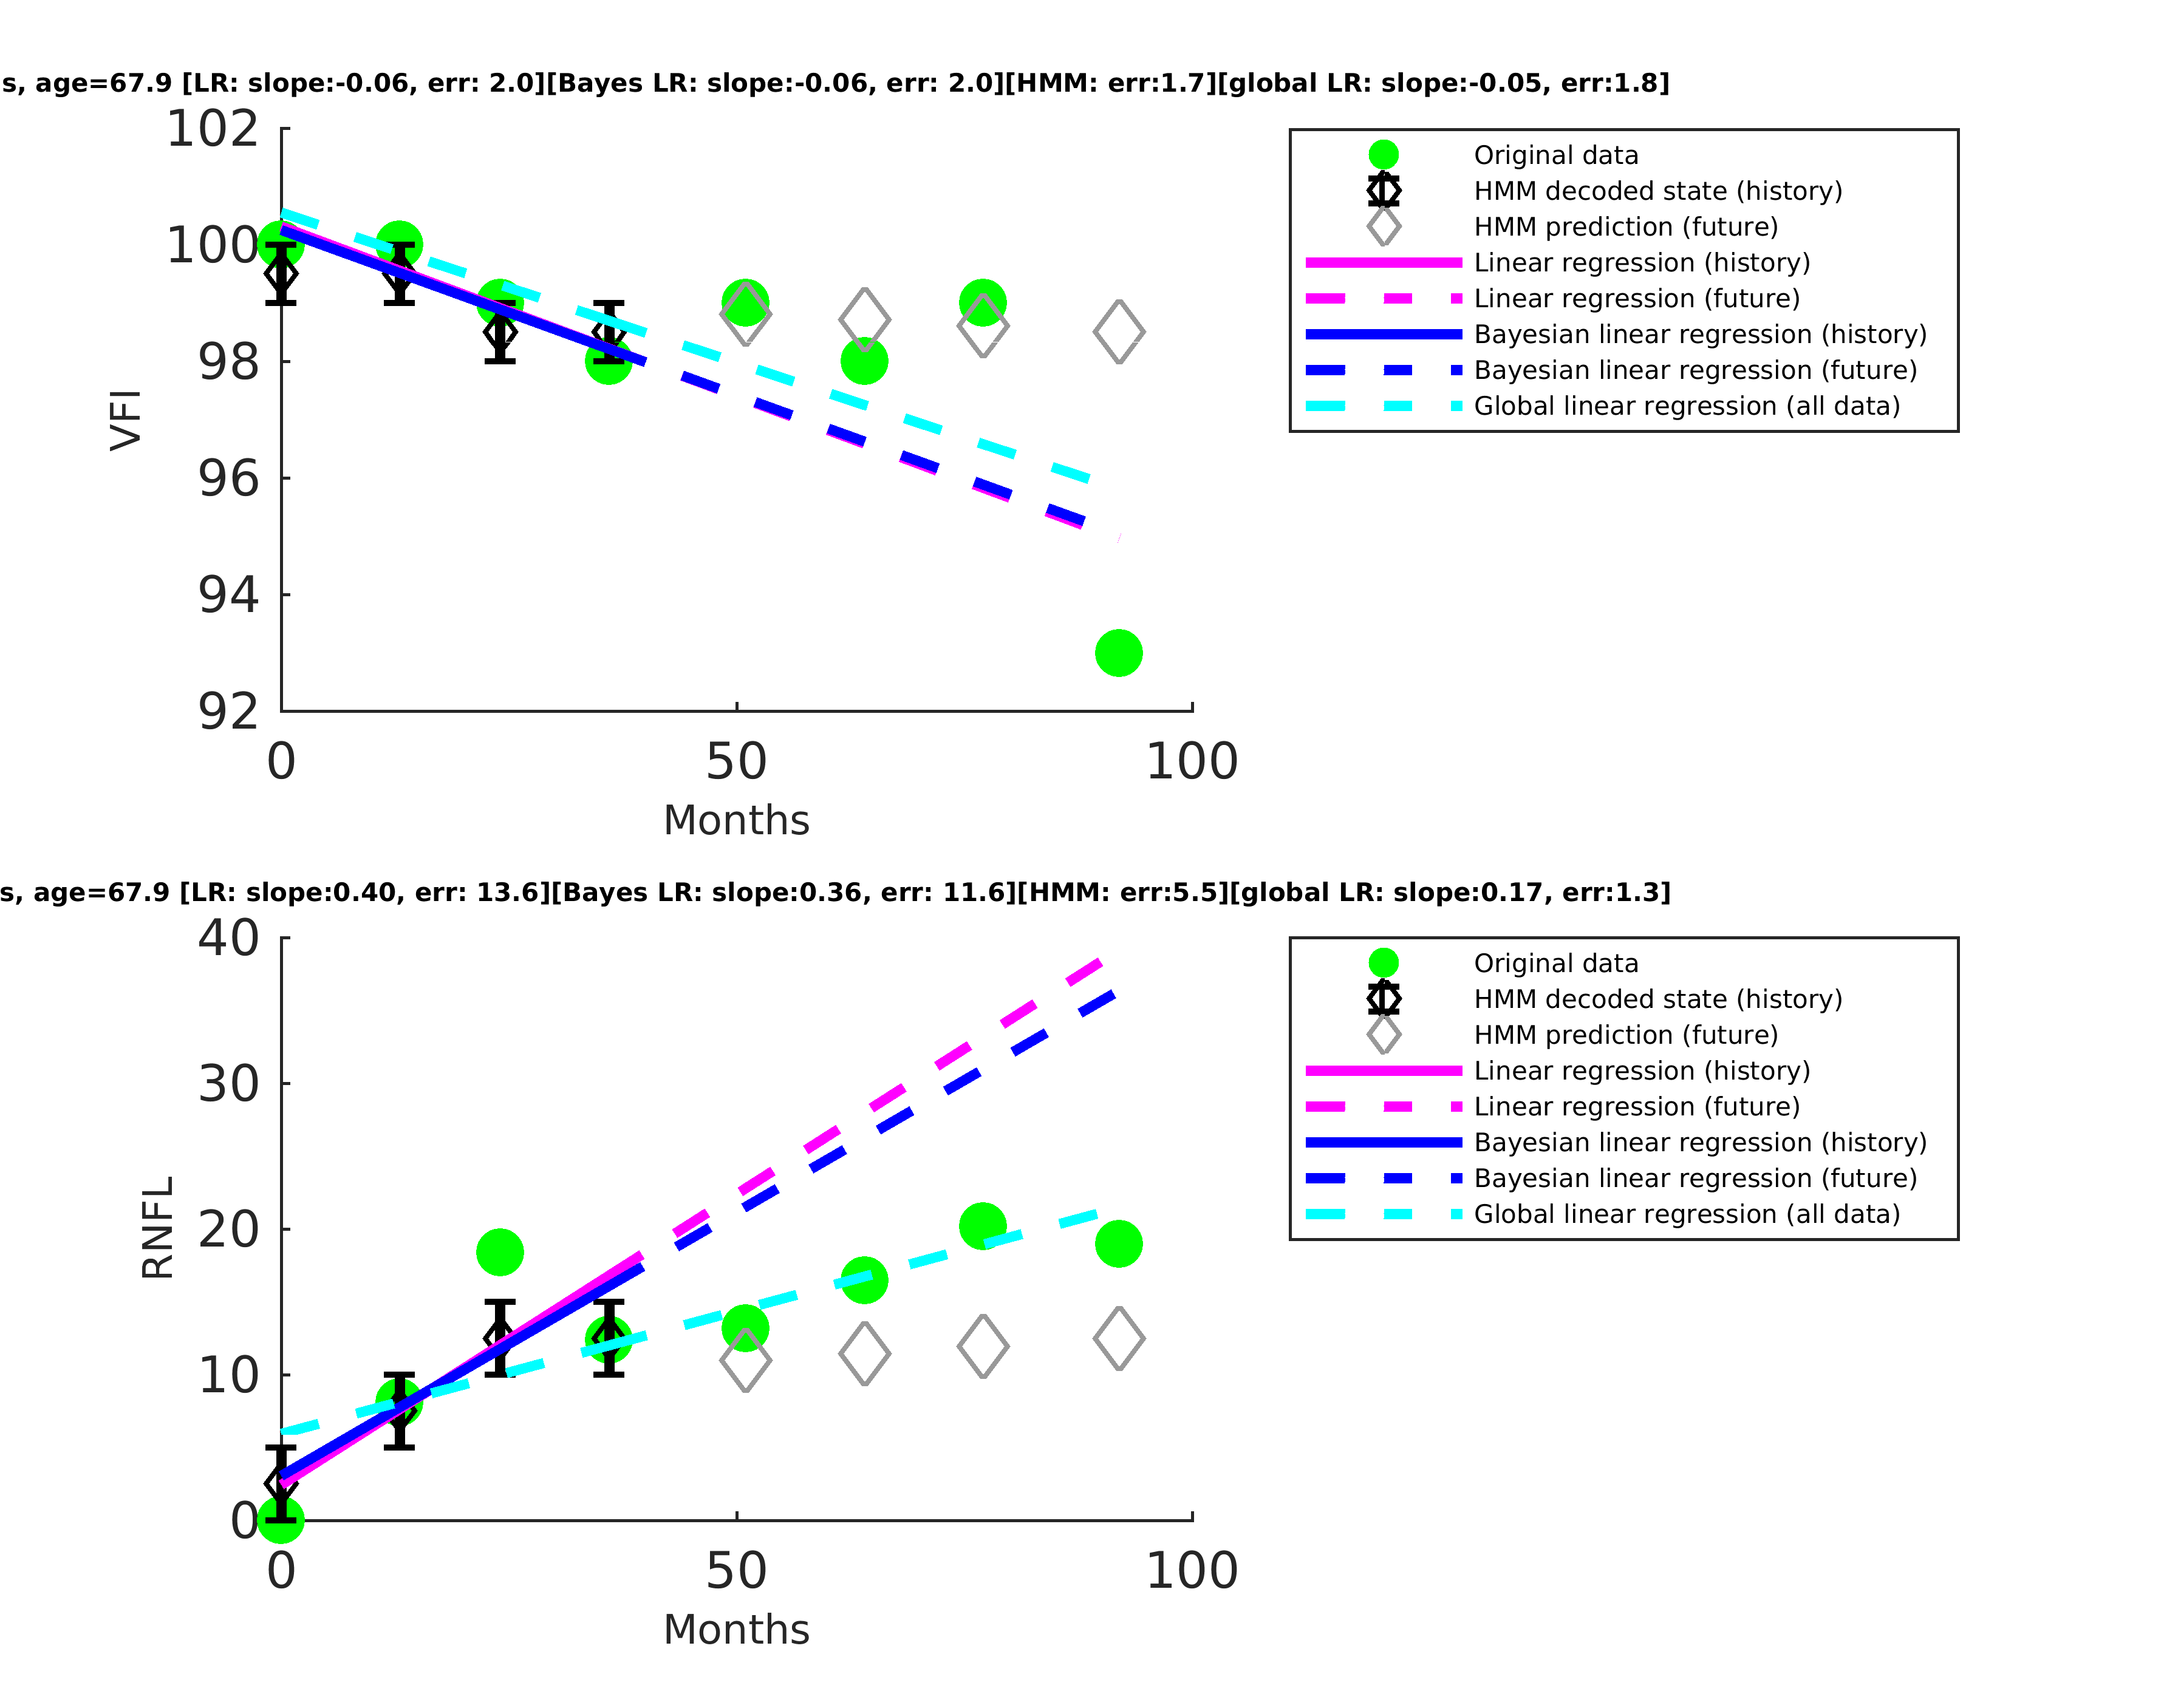 s, age=67.9 [LR: slope:-0.06, err: 2.0][Bayes LR: slope:-0.06, err: 2.0][HMM: err:1.7][global LR: slope:-0.05, err:1.8]
102
100
98
96
94
92
VFI
0 50 100
Months
Original data
HMM decoded state (history)
HMM prediction (future)
Linear regression (history)
Linear regression (future)
Bayesian linear regression (history)
Bayesian linear regression (future)
Global linear regression (all data)
s, age=67.9 [LR: slope:0.40, err: 13.6][Bayes LR: slope:0.36, err: 11.6][HMM: err:5.5][global LR: slope:0.17, err:1.3]
40
30
20
10
0
RNFL
0 50 100
Months
Original data
HMM decoded state (history)
HMM prediction (future)
Linear regression (history)
Linear regression (future)
Bayesian linear regression (history)
Bayesian linear regression (future)
Global linear regression (all data)